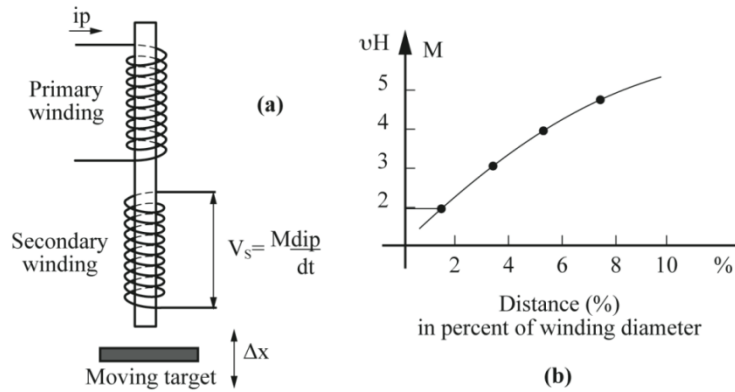 ip
Primary
winding
(a)
Secondary
winding
Vs= Mdip
dt
Δx
Moving target
υH M
5
4
3
2
2 4 6 8 10 %
Distance (%)
in percent of winding diameter
(b)